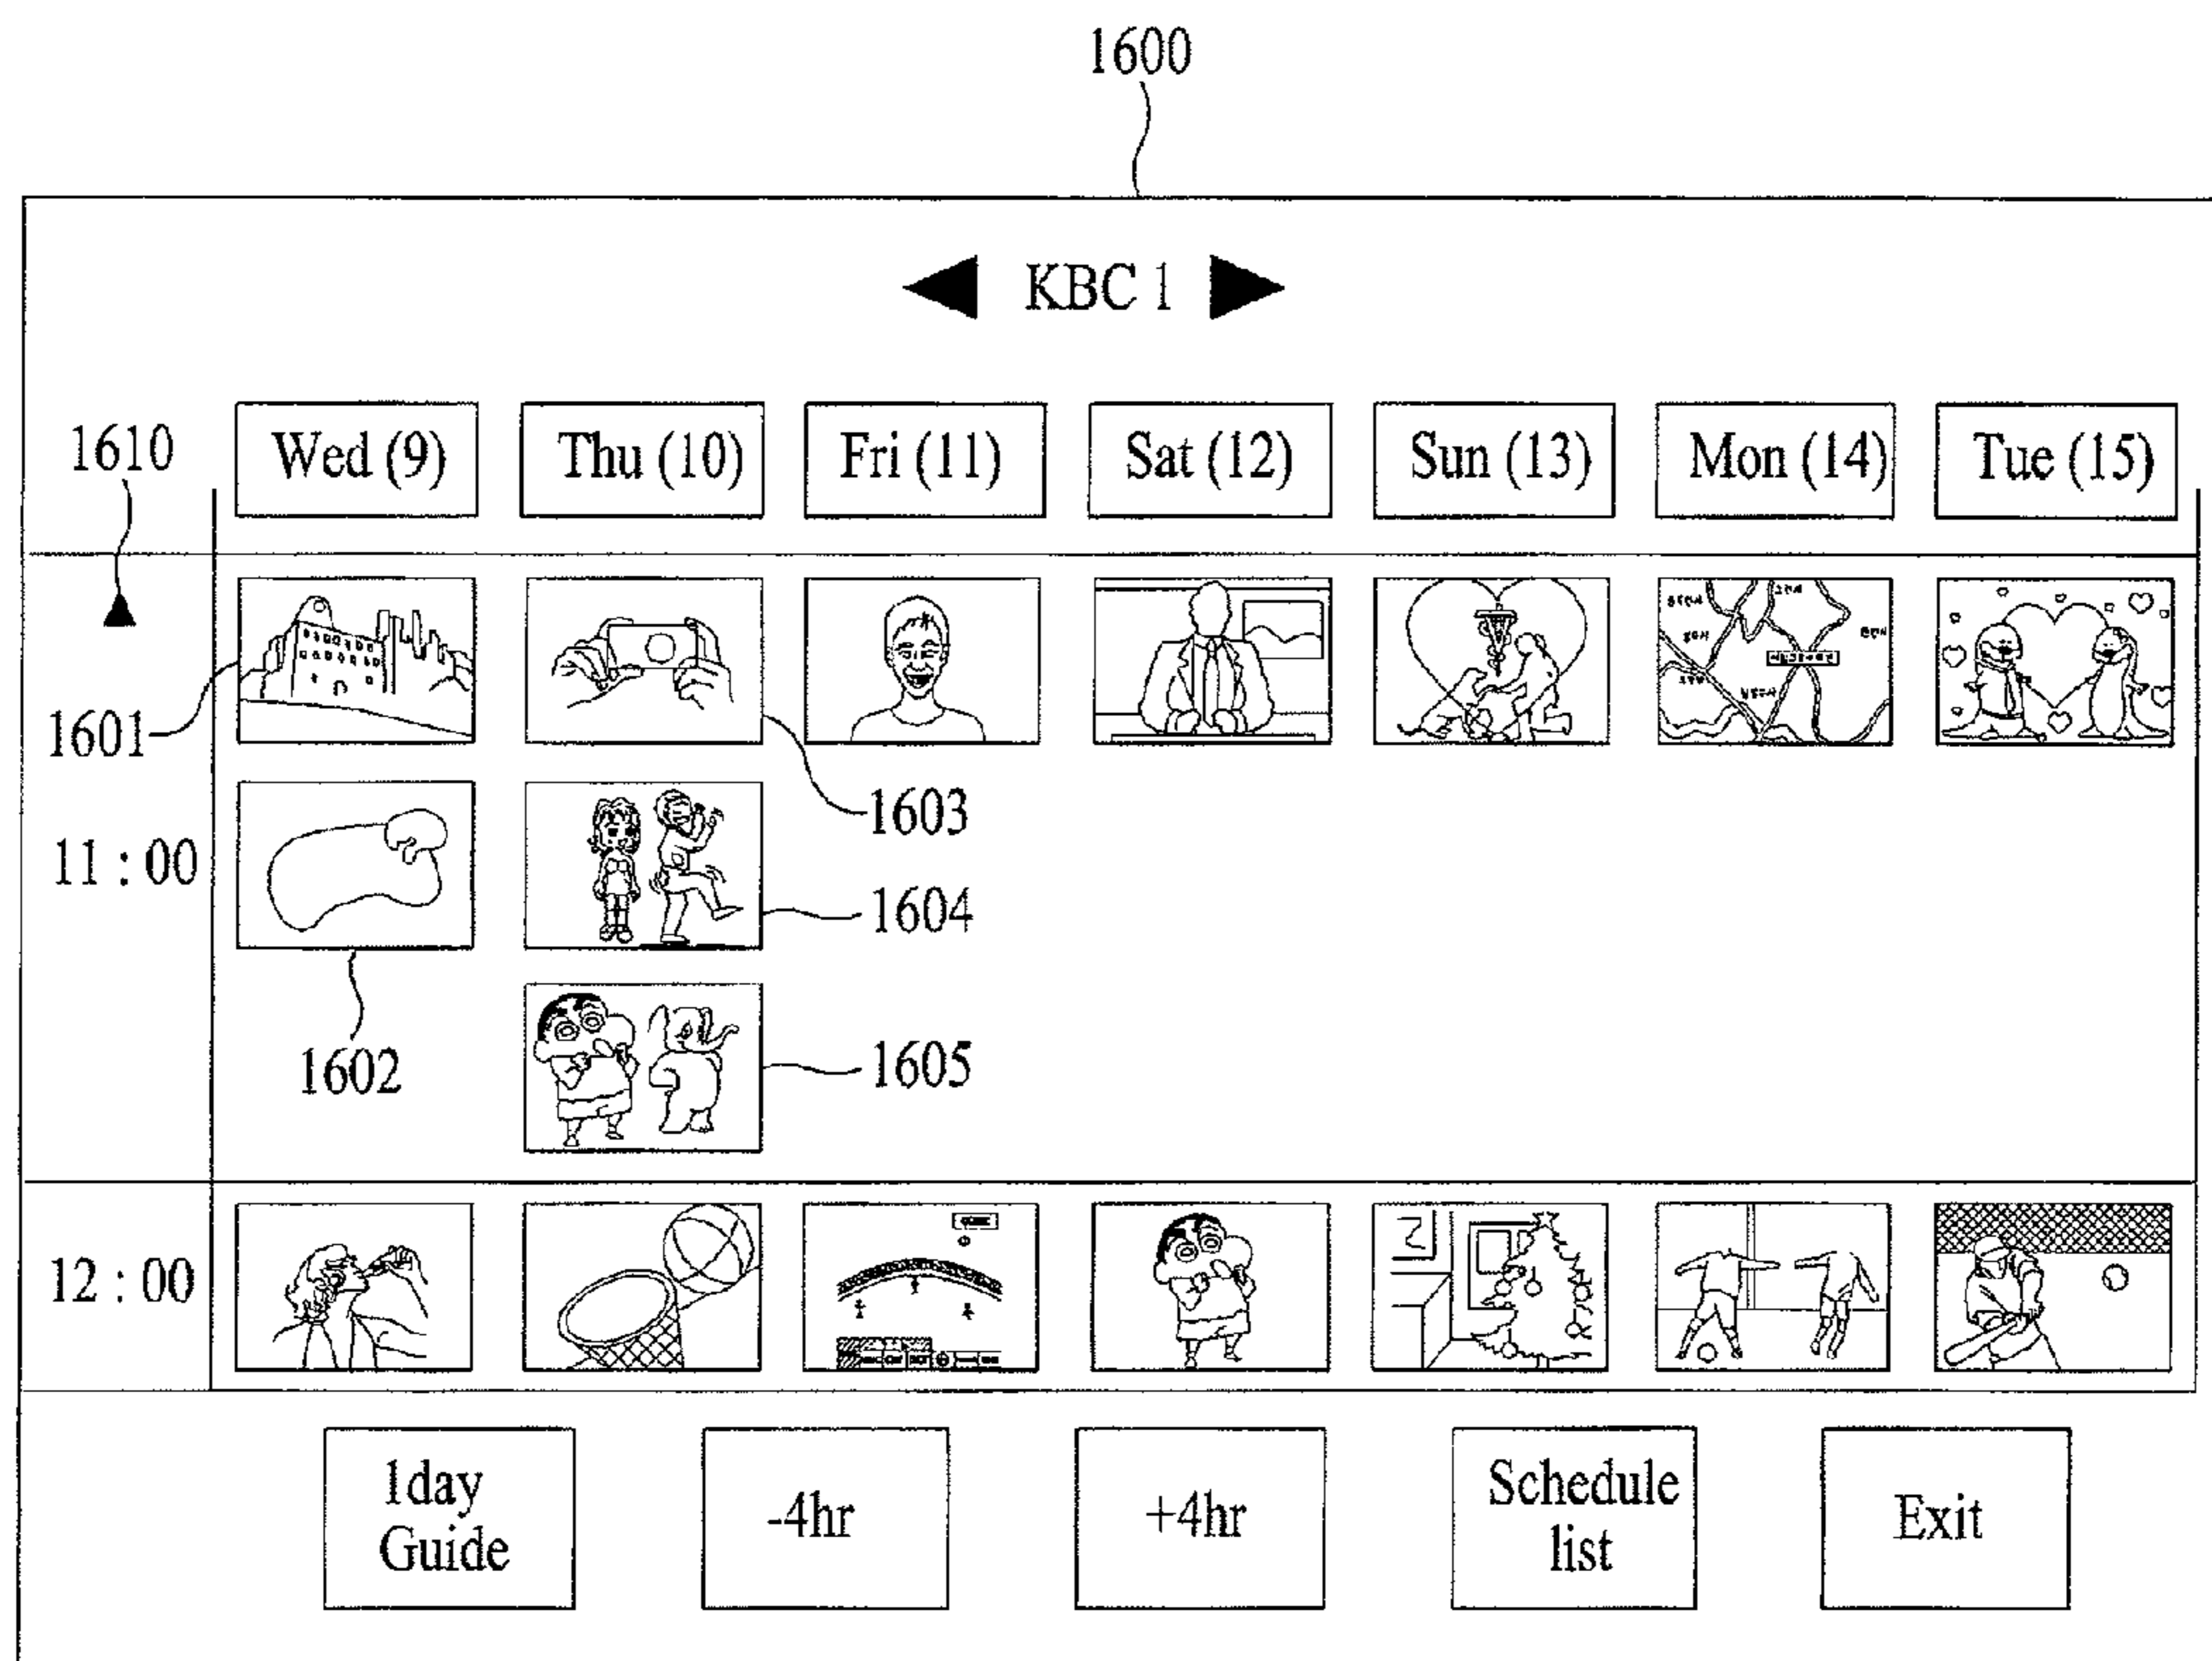 1600
◀ KBC 1 ▶
1610
Wed (9)
Thu (10)
Fri (11)
Sat (12)
Sun (13)
Mon (14)
Tue (15)
1601
1603
11 : 00
1604
1602
1605
12 : 00
1day
Guide
-4hr
+4hr
Schedule
list
Exit